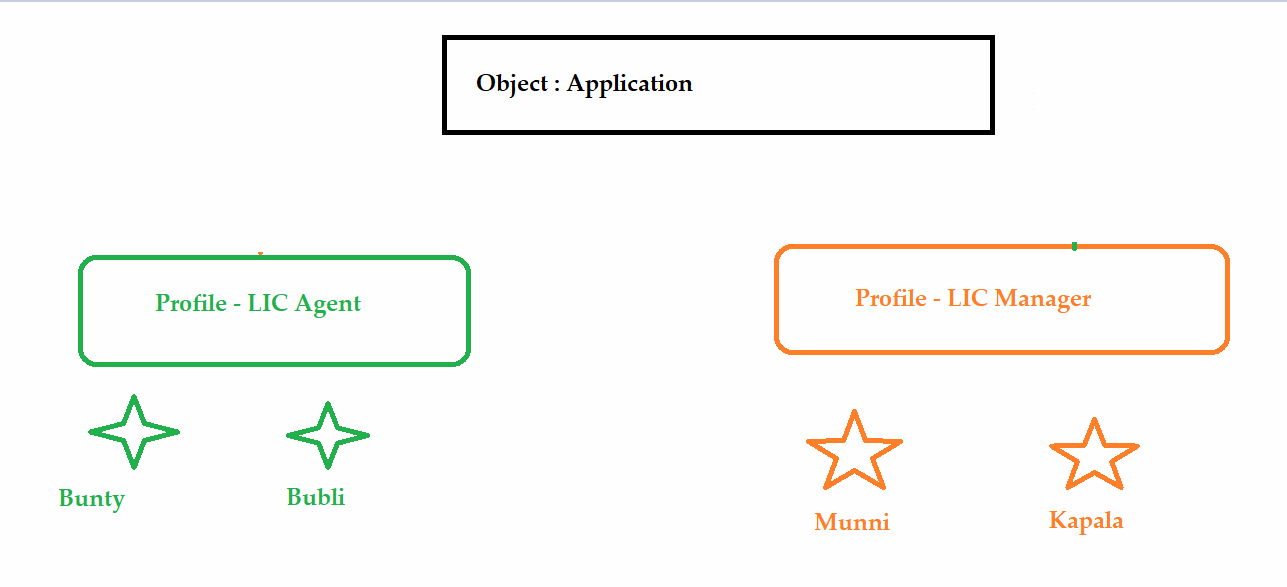 Object : Application
Profile - LIC Agent
Profile - LIC Manager
Bunty
Bubli
Munni
Kapala